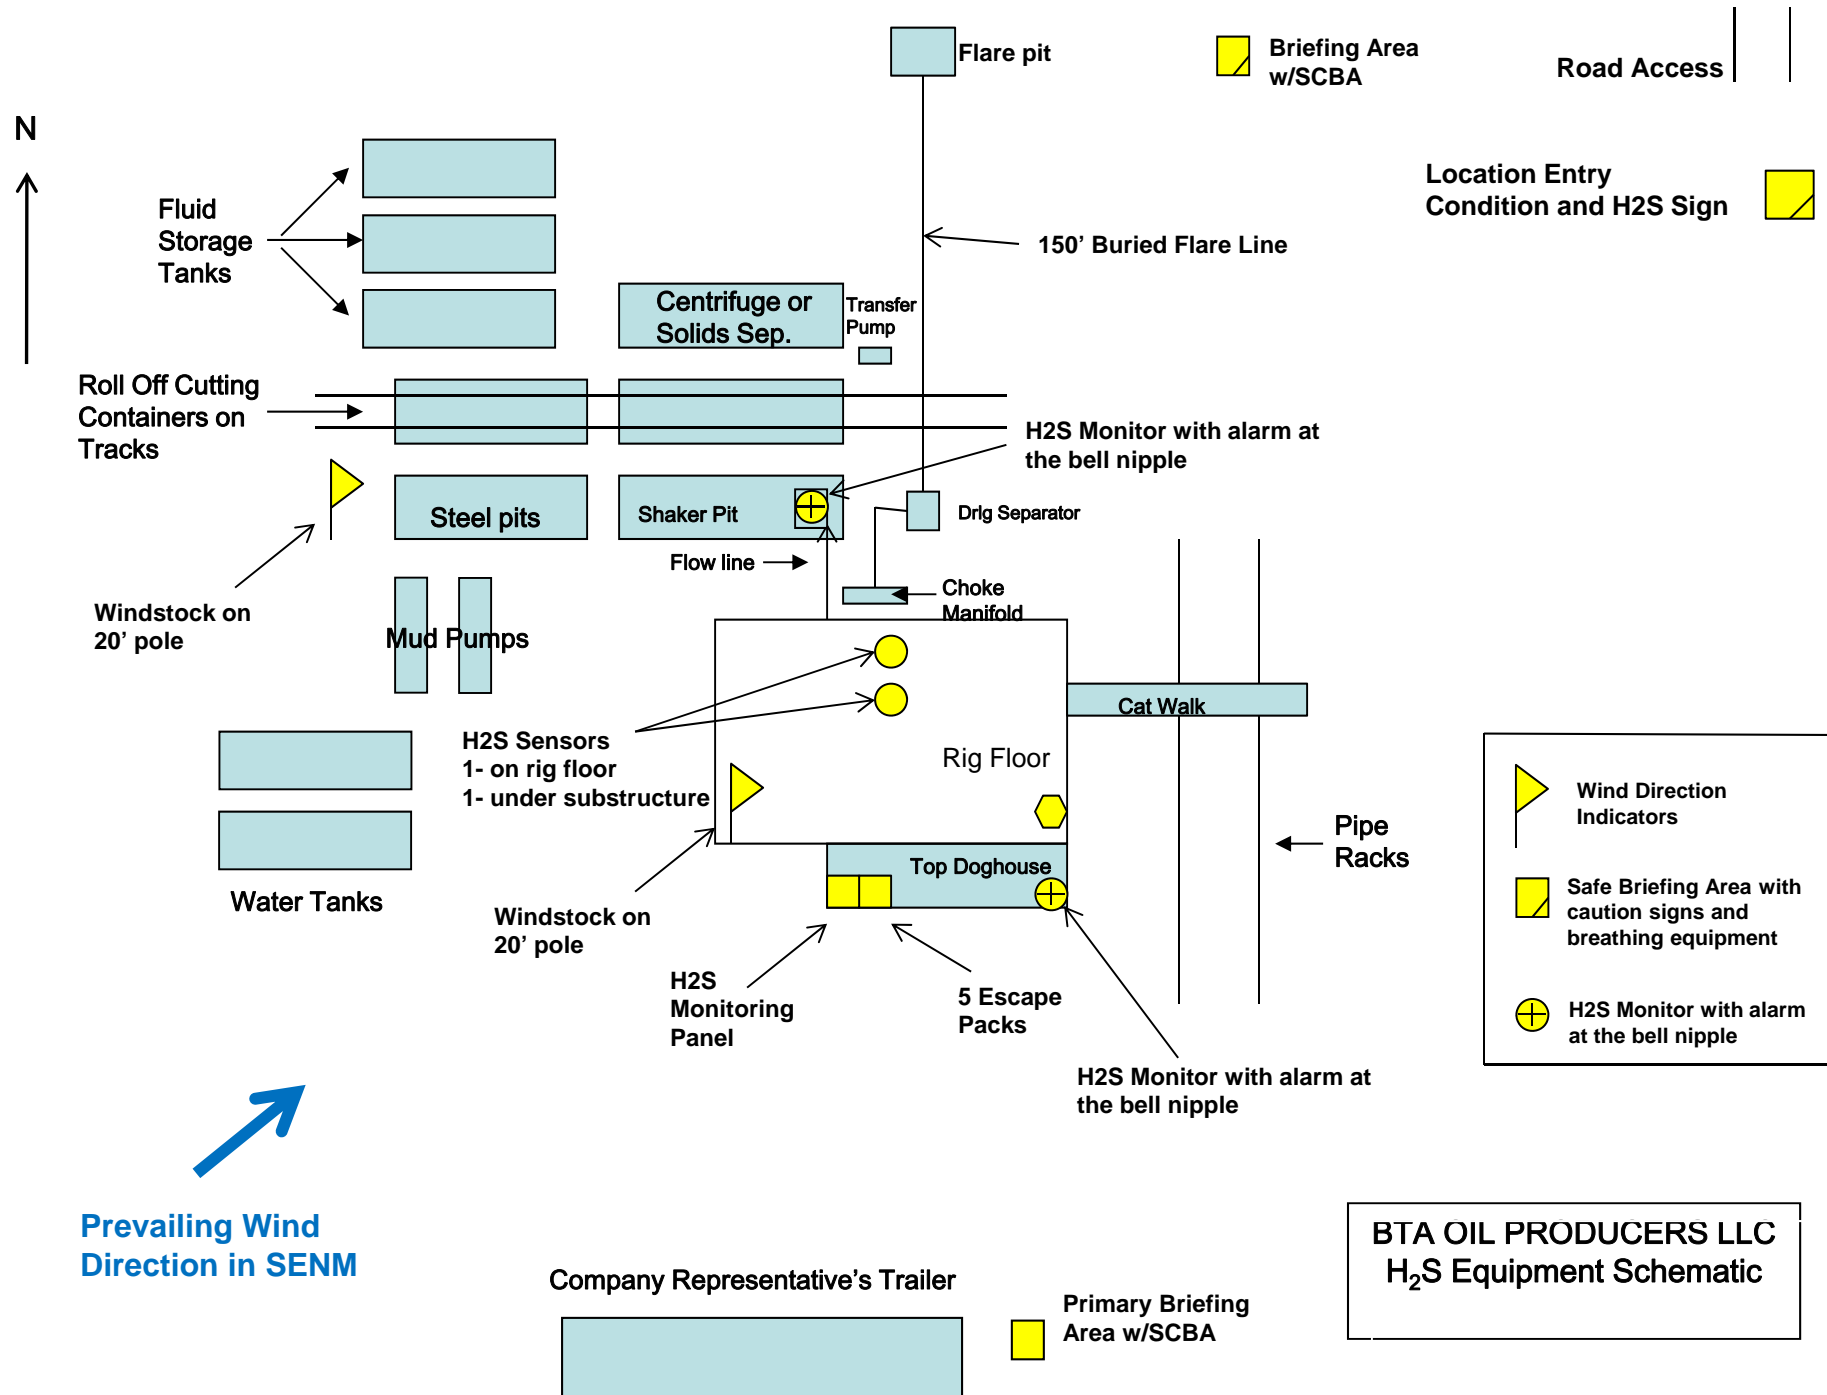 Flare pit
Briefing Area
w/SCBA
Road Access
N
Location Entry
Condition and H2S Sign
Fluid
Storage
Tanks
150’ Buried Flare Line
Centrifuge or
Solids Sep.
Transfer
Pump
Roll Off Cutting
Containers on
Tracks
H2S Monitor with alarm at
the bell nipple
Steel pits
Shaker Pit
Drlg Separator
Flow line
Choke
Manifold
Windstock on
20’ pole
Mud Pumps
Cat Walk
H2S Sensors
1- on rig floor
1- under substructure
Rig Floor
Wind Direction
Indicators
Pipe
Racks
Top Doghouse
Water Tanks
Safe Briefing Area with
caution signs and
breathing equipment
Windstock on
20’ pole
H2S
Monitoring
Panel
5 Escape
Packs
H2S Monitor with alarm
at the bell nipple
H2S Monitor with alarm at
the bell nipple
Prevailing Wind
Direction in SENM
BTA OIL PRODUCERS LLC
H₂S Equipment Schematic
Company Representative’s Trailer
Primary Briefing
Area w/SCBA